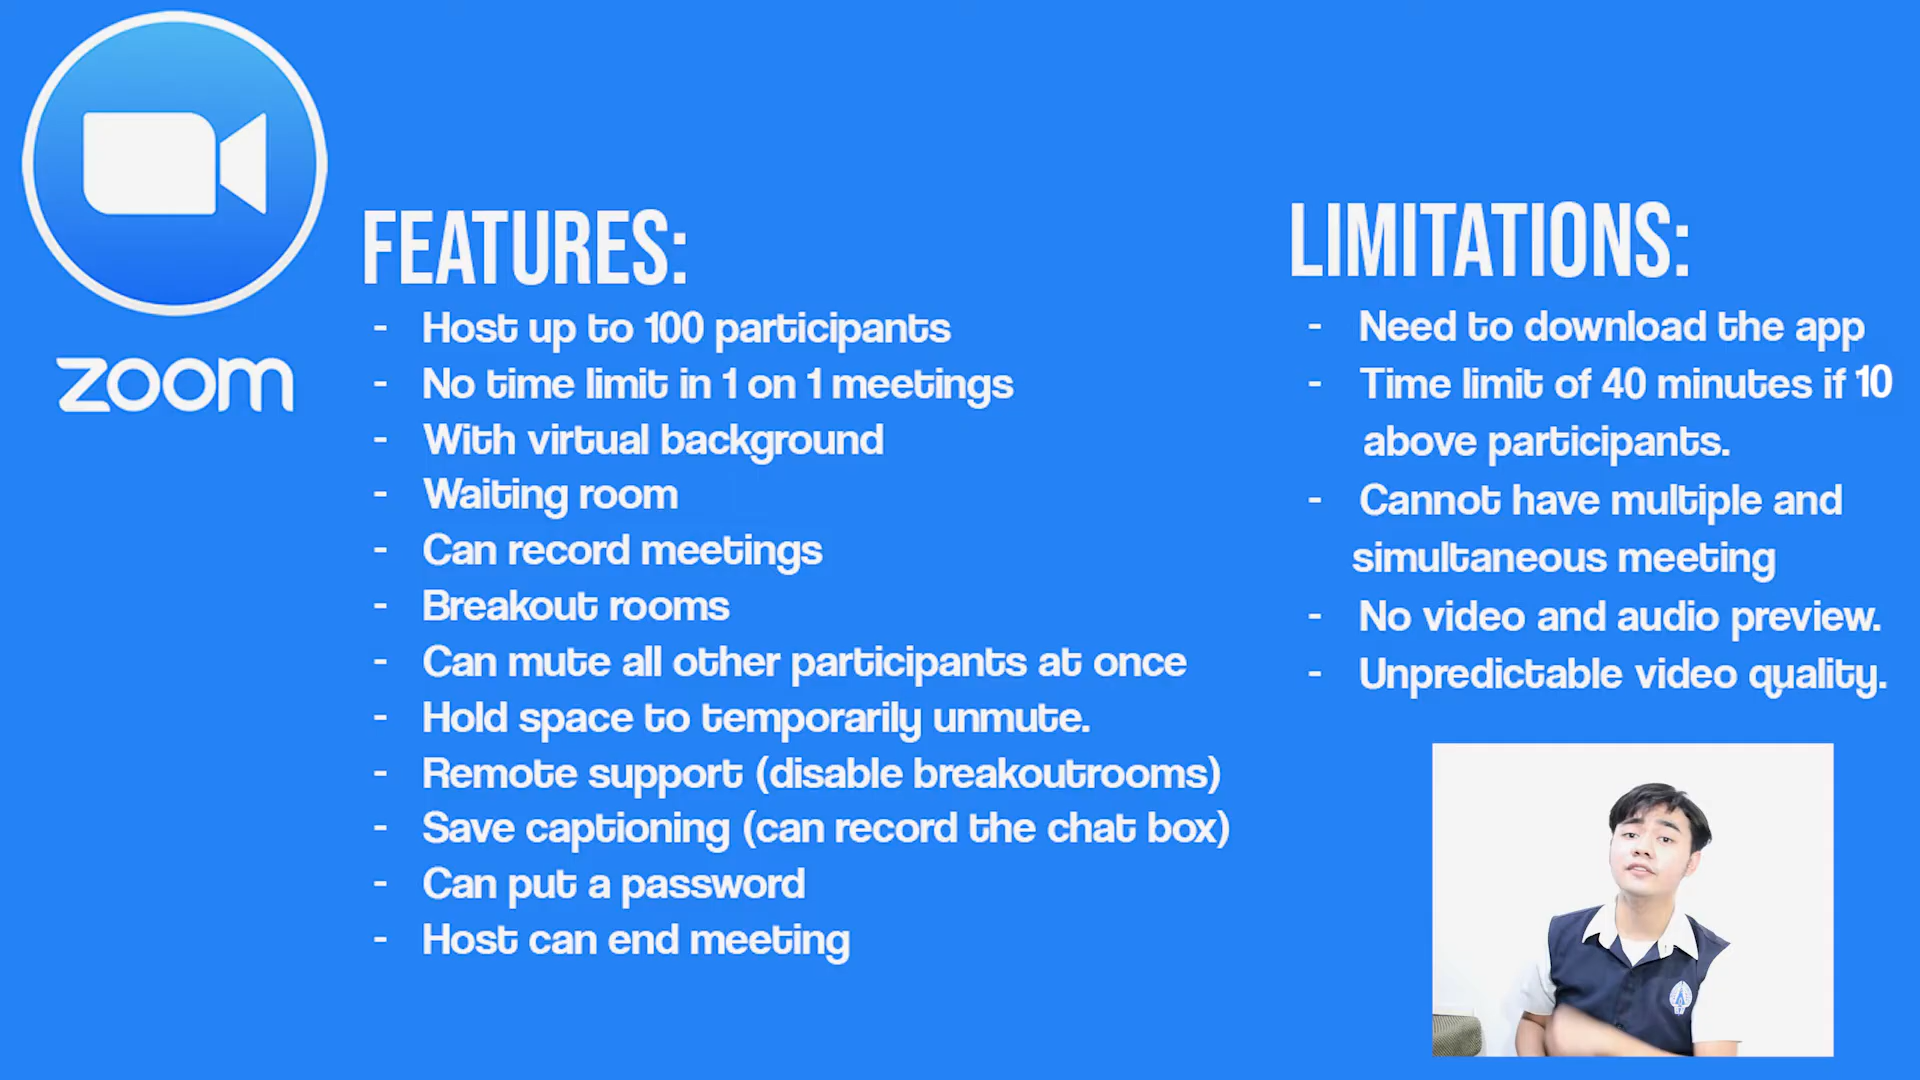 zoom
FEATURES:
- Host up to 100 participants
- No time limit in 1 on 1 meetings
- With virtual background
- Waiting room
- Can record meetings
- Breakout rooms
- Can mute all other participants at once
- Hold space to temporarily unmute.
- Remote support (disable breakoutrooms)
- Save captioning (can record the chat box)
- Can put a password
- Host can end meeting
LIMITATIONS:
- Need to download the app
- Time limit of 40 minutes if 10
above participants.
- Cannot have multiple and
simultaneous meeting
- No video and audio preview.
- Unpredictable video quality.